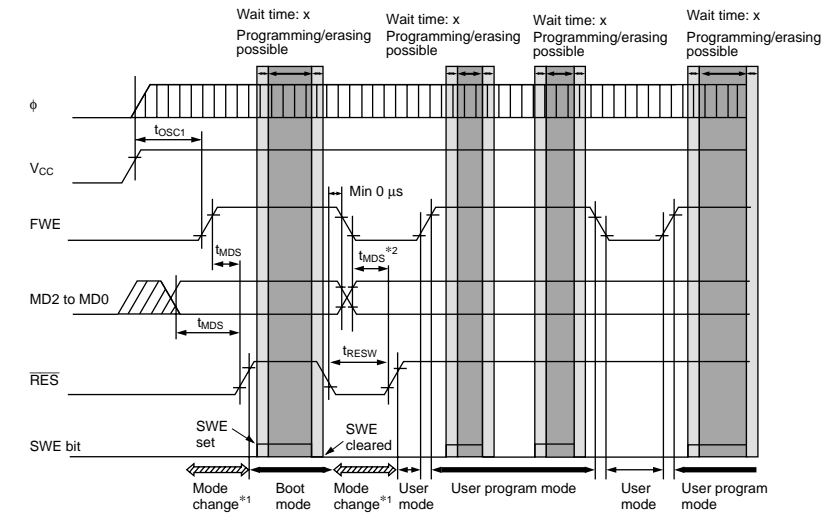 Wait time: x
Programming/erasing
possible
Wait time: x
Programming/erasing
possible
Wait time: x
Programming/erasing
possible
Wait time: x
Programming/erasing
possible
φ
tOSC1
VCC
Min 0 μs
FWE
tMDS
tMDS*2
MD2 to MD0
tMDS
tRESW
RES
SWE
set
SWE
cleared
SWE bit
Mode
change*1
Boot
mode
Mode
change*1
User
mode
User program mode
User
mode
User program
mode